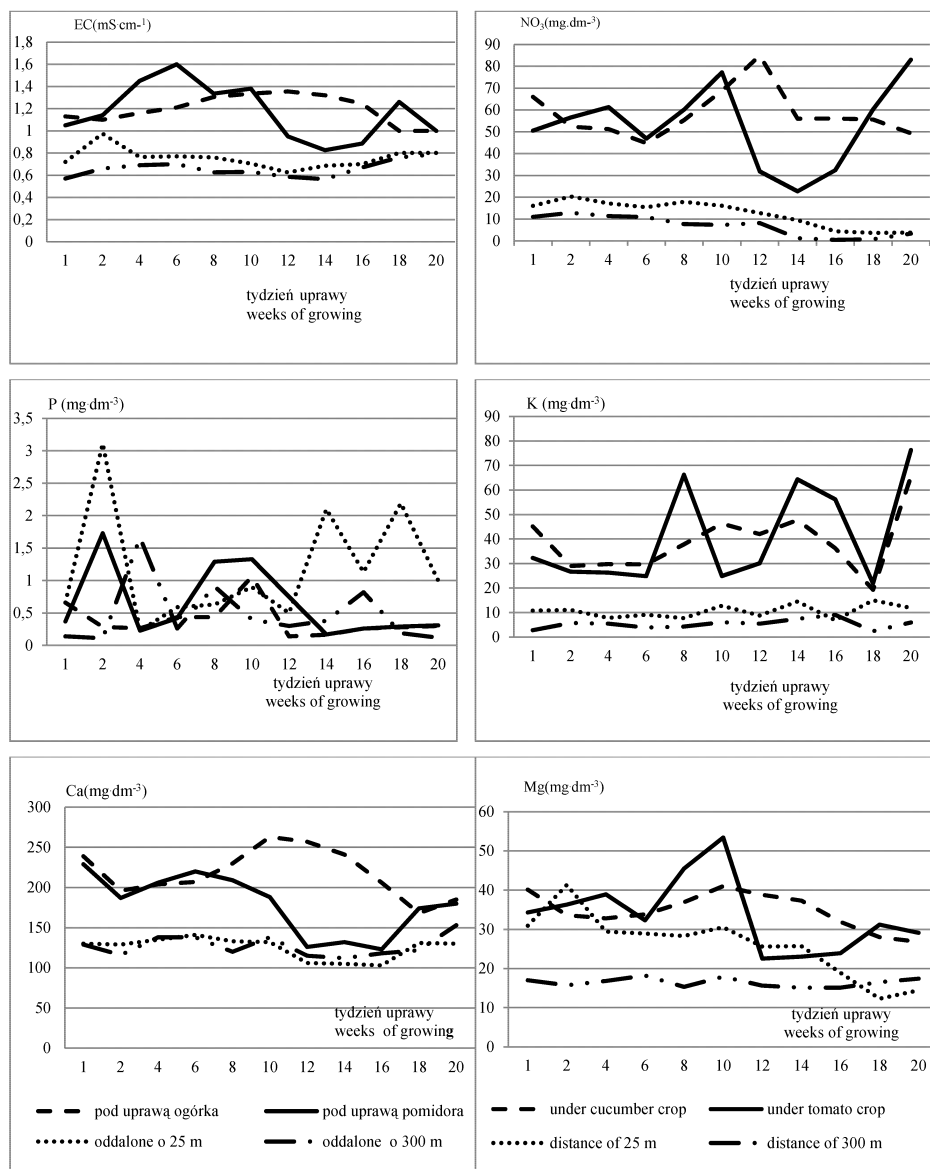 EC(mS·cm-¹)
1,8
1,6
1,4
1,2
1
0,8
0,6
0,4
0,2
0
1 2 4 6 8 10 12 14 16 18 20
tydzień uprawy
weeks of growing
NO₃(mg.dm-³)
90
80
70
60
50
40
30
20
10
0
1 2 4 6 8 10 12 14 16 18 20
tydzień uprawy
weeks of growing
P (mg·dm-³)
3,5
3
2,5
2
1,5
1
0,5
0
1 2 4 6 8 10 12 14 16 18 20
tydzień uprawy
weeks of growing
K (mg·dm-³)
90
80
70
60
50
40
30
20
10
0
1 2 4 6 8 10 12 14 16 18 20
tydzień uprawy
weeks of growing
Ca(mg·dm-³)
300
250
200
150
100
50
0
tydzień uprawy
weeks of growing
1 2 4 6 8 10 12 14 16 18 20
pod uprawą ogórka pod uprawą pomidora
oddalone o 25 m oddalone o 300 m
Mg(mg·dm-³)
60
50
40
30
20
10
0
tydzień uprawy
weeks of growing
1 2 4 6 8 10 12 14 16 18 20
under cucumber crop under tomato crop
distance of 25 m distance of 300 m